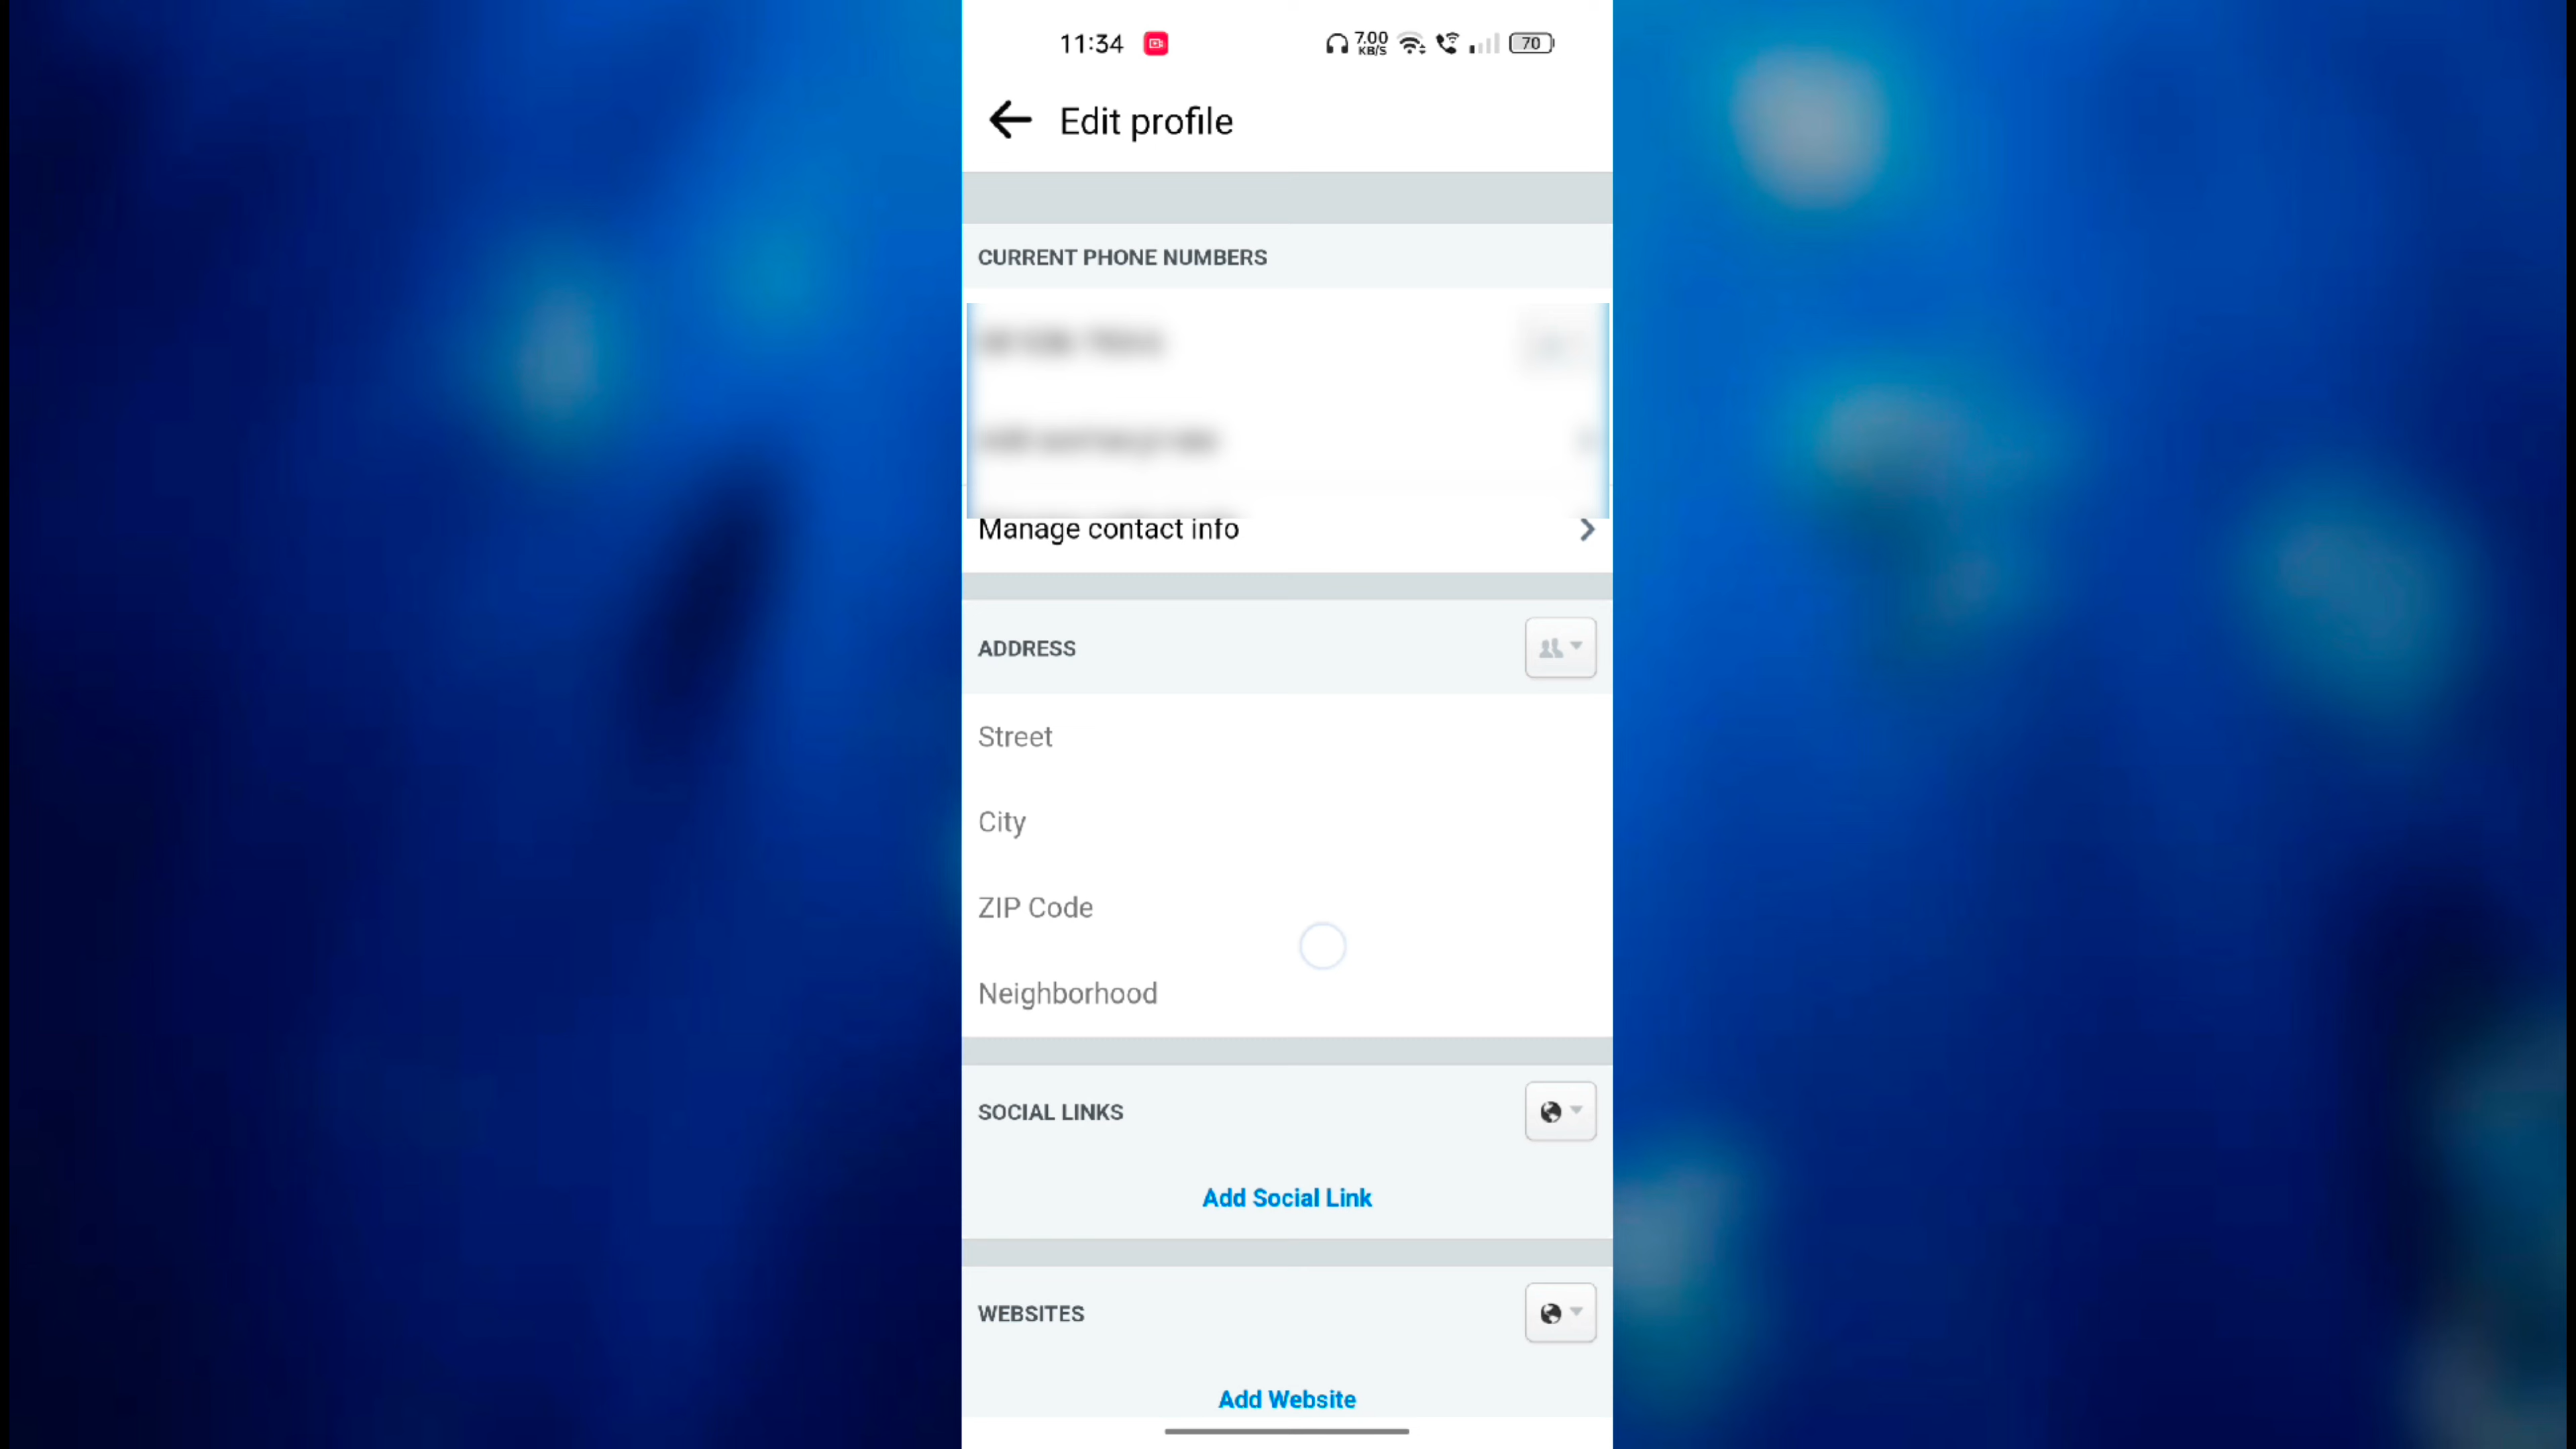 11:34
7.00
KB/S
70
Edit profile
CURRENT PHONE NUMBERS
Manage contact info
ADDRESS
Street
City
ZIP Code
Neighborhood
SOCIAL LINKS
Add Social Link
WEBSITES
Add Website